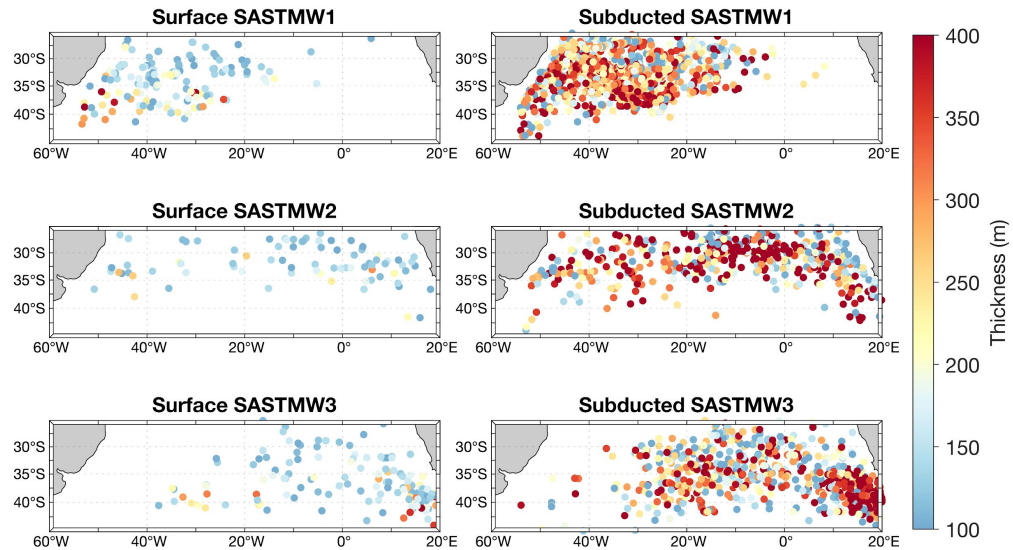 Surface SASTMW1
30°S
35°S
40°S
60°W 40°W 20°W 0° 20°E
Subducted SASTMW1
30°S
35°S
40°S
60°W 40°W 20°W 0° 20°E
Surface SASTMW2
30°S
35°S
40°S
60°W 40°W 20°W 0° 20°E
Subducted SASTMW2
30°S
35°S
40°S
60°W 40°W 20°W 0° 20°E
Surface SASTMW3
30°S
35°S
40°S
60°W 40°W 20°W 0° 20°E
Subducted SASTMW3
30°S
35°S
40°S
60°W 40°W 20°W 0° 20°E
400
350
300
250
200
150
100
Thickness (m)